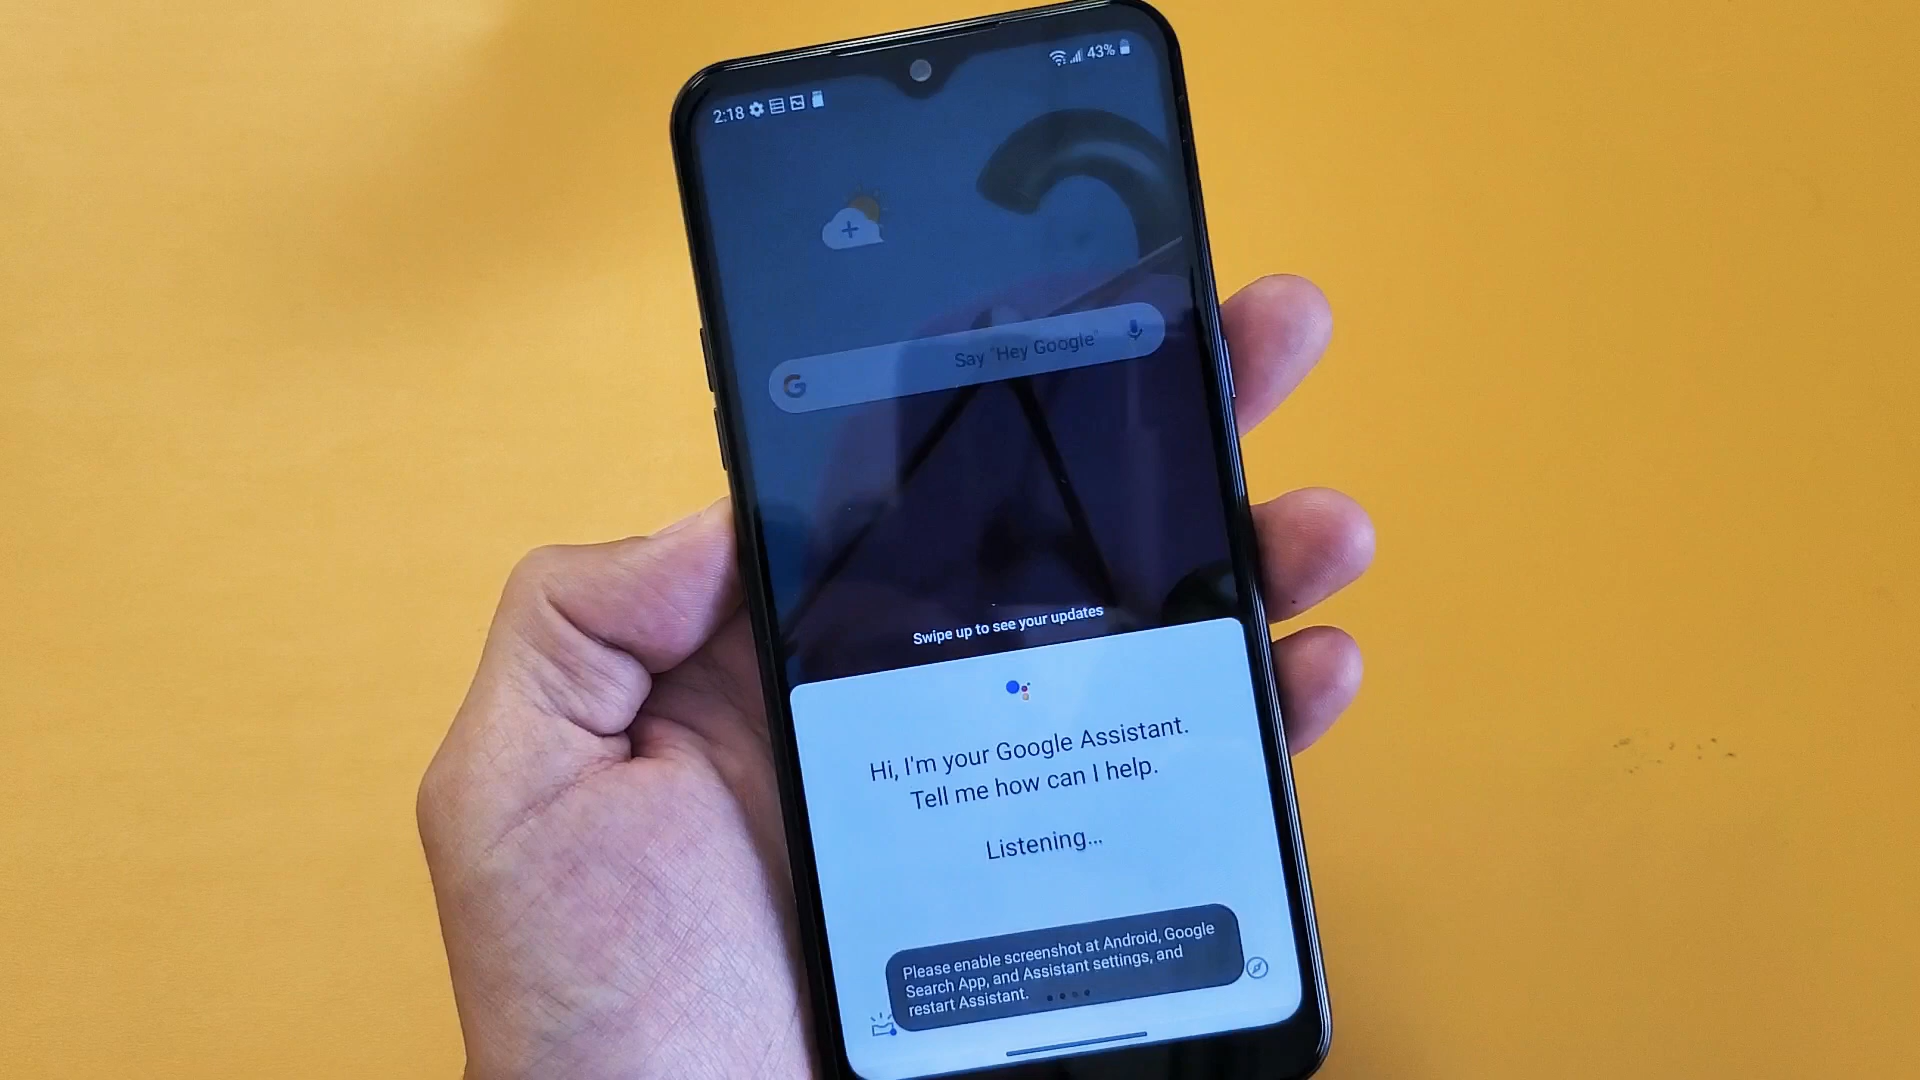 43%
2:18
Say "Hey Google"
Swipe up to see your updates
Hi, I'm your Google Assistant.
Tell me how can I help.
Listening...
Please enable screenshot at Android, Google
Search App, and Assistant settings, and
restart Assistant.